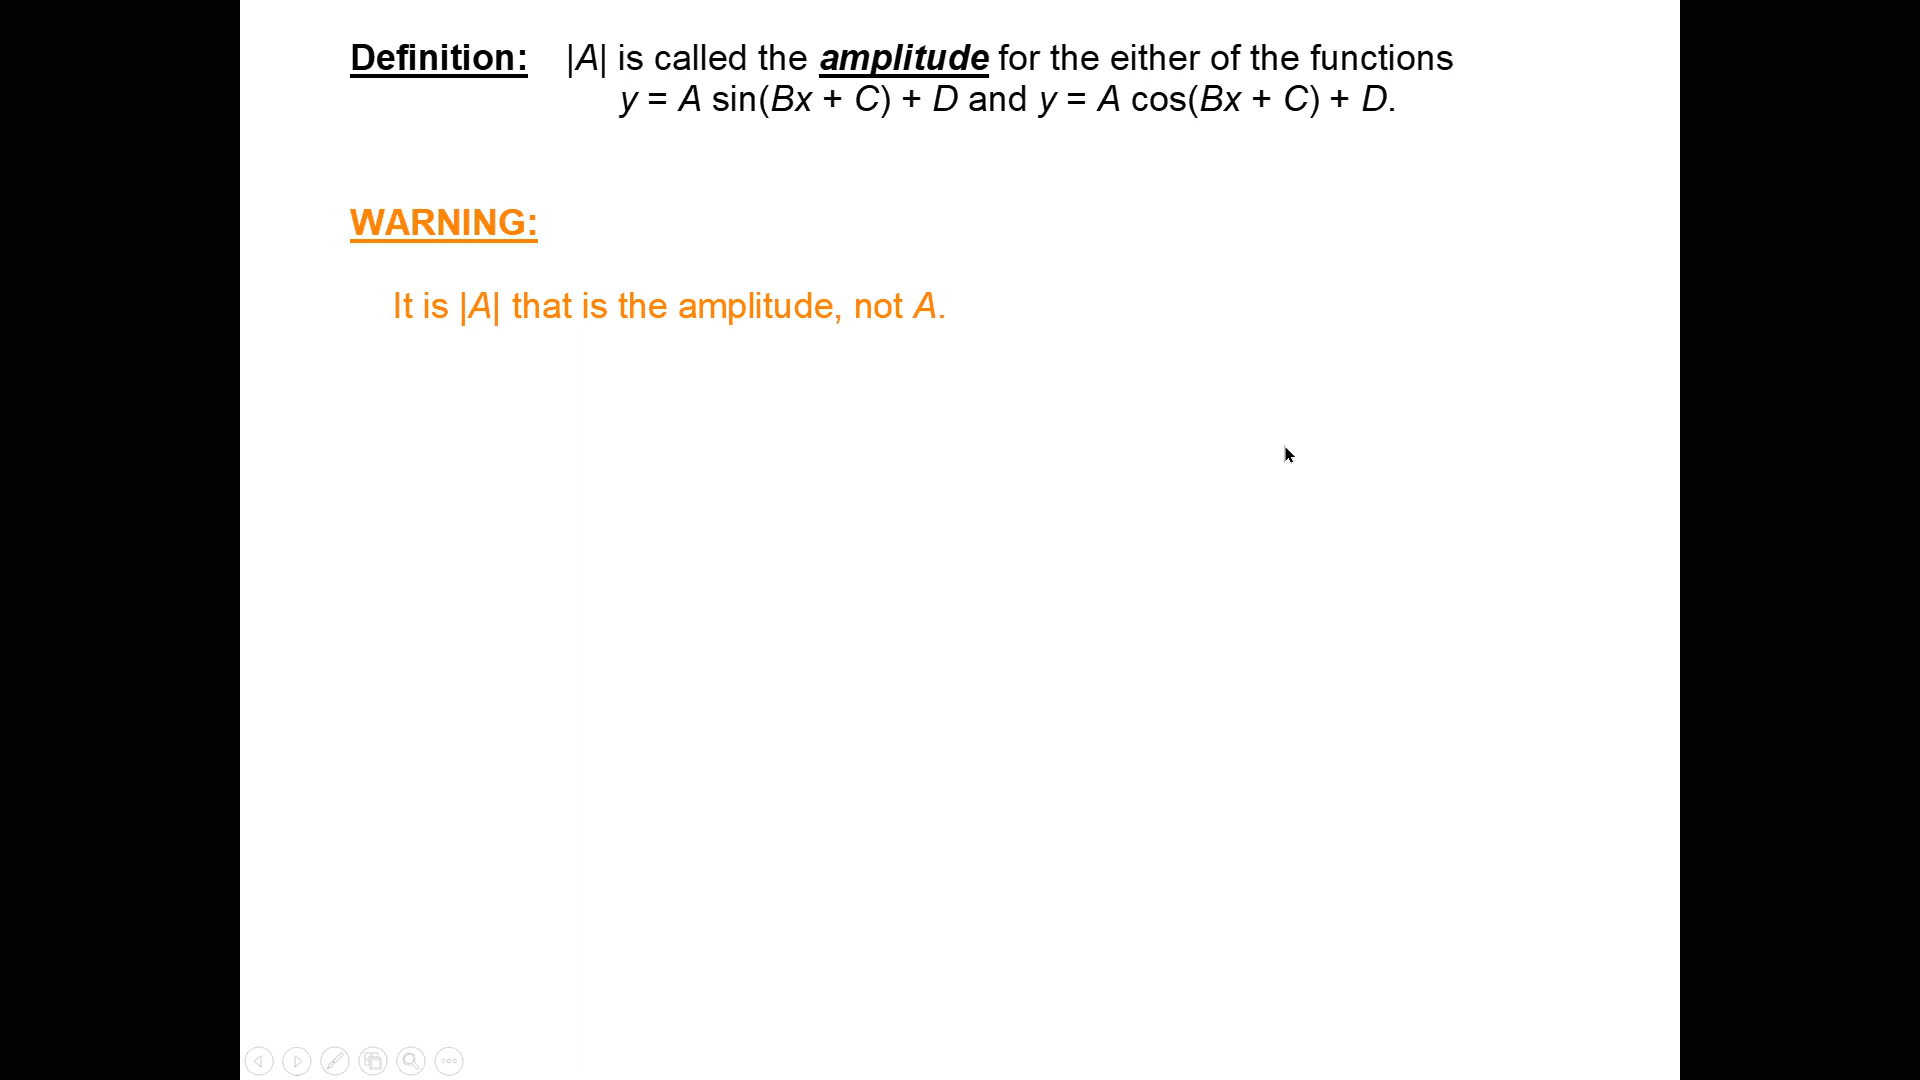 Definition: |A| is called the amplitude for the either of the functions
y = A sin(Bx + C) + D and y = A cos(Bx + C) + D.
WARNING:
It is |A| that is the amplitude, not A.